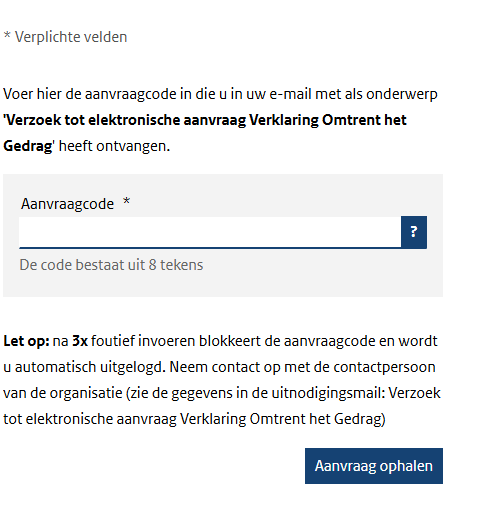 * Verplichte velden
Voer hier de aanvraagcode in die u in uw e-mail met als onderwerp
'Verzoek tot elektronische aanvraag Verklaring Omtrent het
Gedrag' heeft ontvangen.
Aanvraagcode *
?
De code bestaat uit 8 tekens
Let op: na 3x foutief invoeren blokkeert de aanvraagcode en wordt
u automatisch uitgelogd. Neem contact op met de contactpersoon
van de organisatie (zie de gegevens in de uitnodigingsmail: Verzoek
tot elektronische aanvraag Verklaring Omtrent het Gedrag)
Aanvraag ophalen